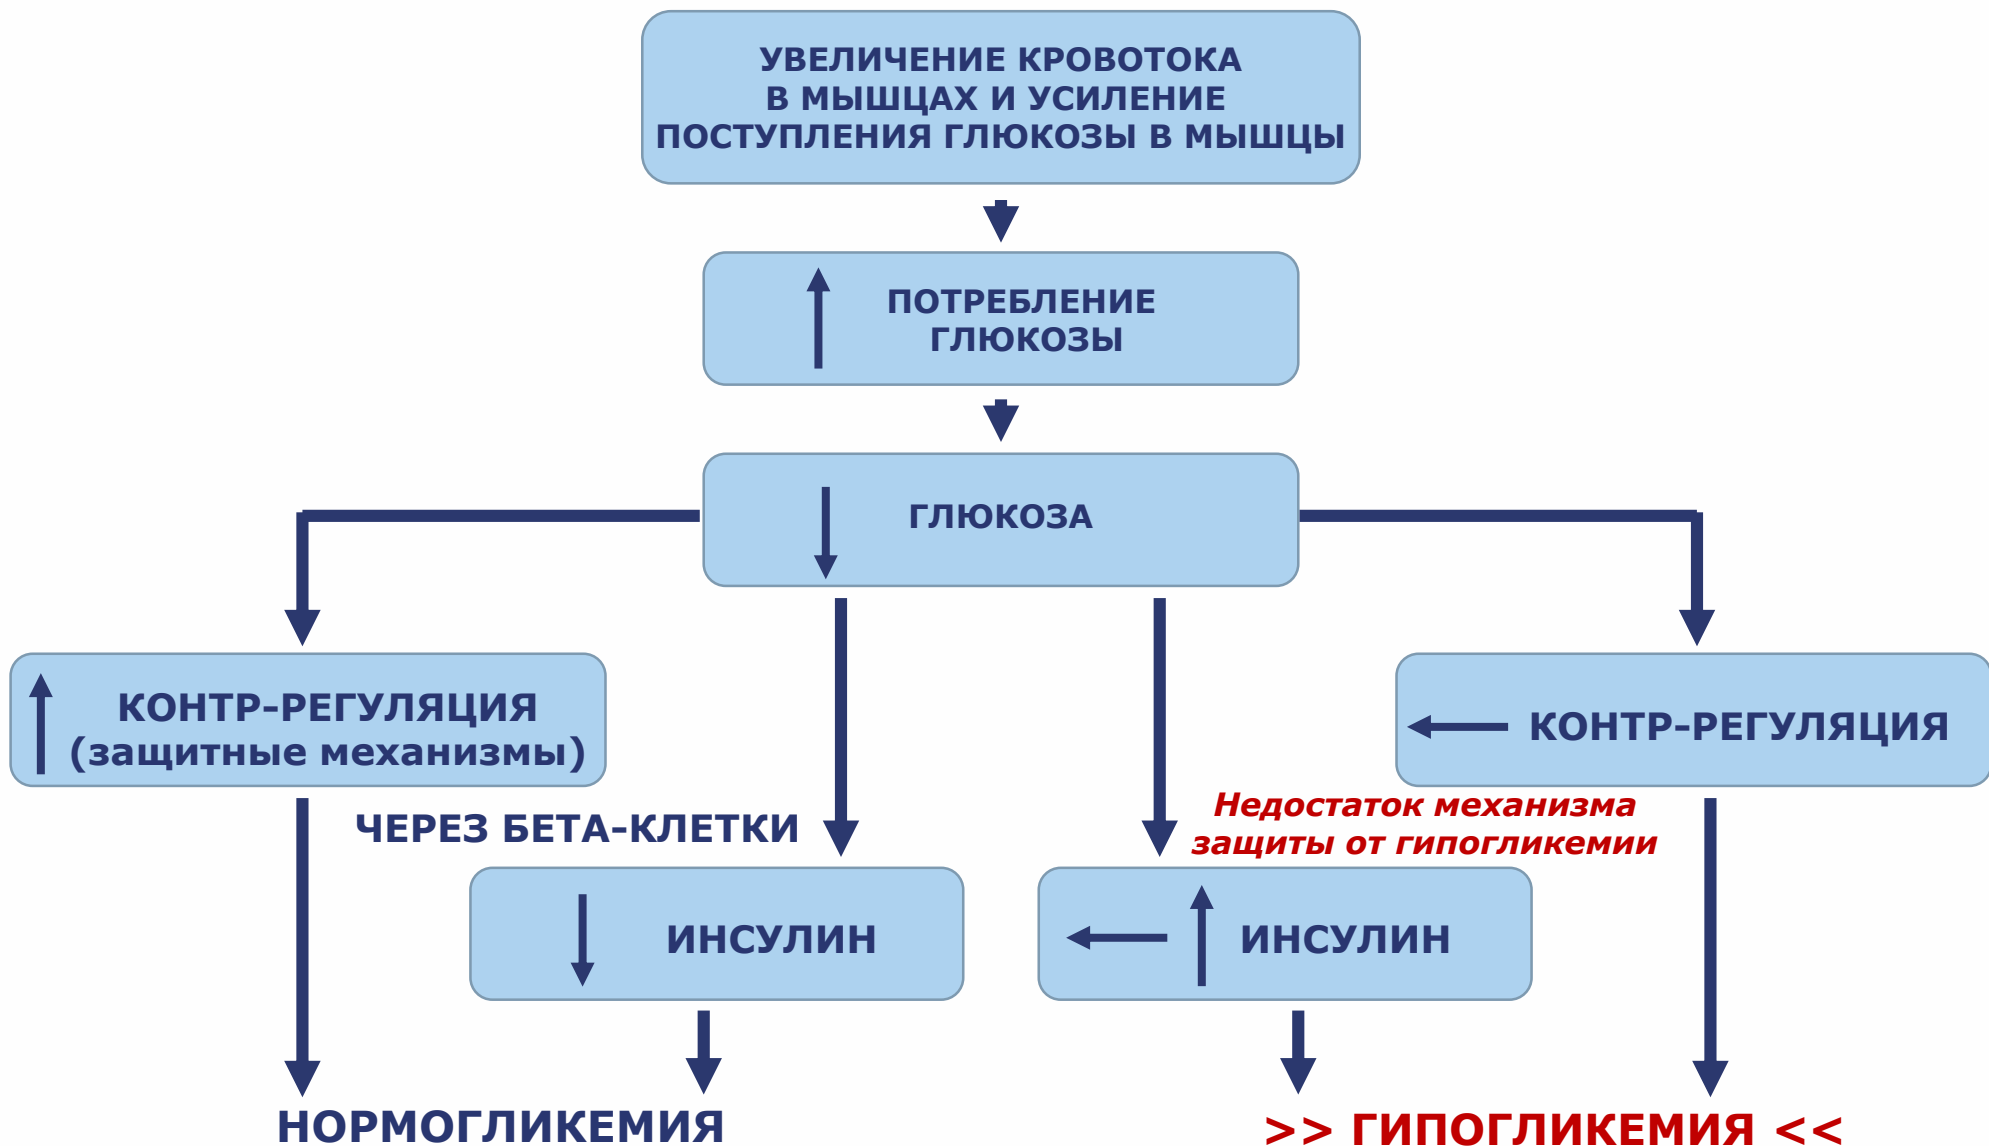 УВЕЛИЧЕНИЕ КРОВОТОКА
В МЫШЦАХ И УСИЛЕНИЕ
ПОСТУПЛЕНИЯ ГЛЮКОЗЫ В МЫШЦЫ
ПОТРЕБЛЕНИЕ
ГЛЮКОЗЫ
ГЛЮКОЗА
КОНТР-РЕГУЛЯЦИЯ
(защитные механизмы)
КОНТР-РЕГУЛЯЦИЯ
ЧЕРЕЗ БЕТА-КЛЕТКИ
Недостаток механизма
защиты от гипогликемии
ИНСУЛИН
ИНСУЛИН
НОРМОГЛИКЕМИЯ
>> ГИПОГЛИКЕМИЯ <<